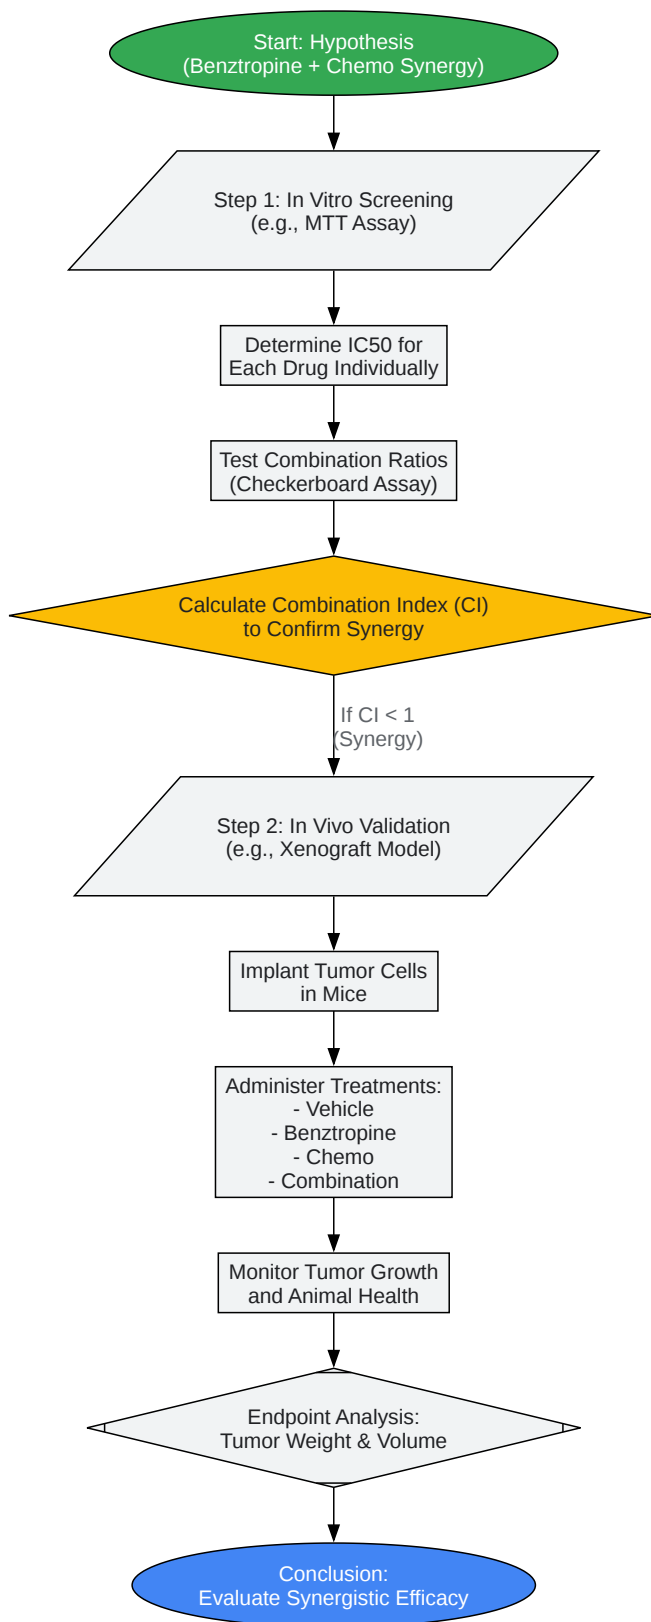 Start: Hypothesis
(Benztropine + Chemo Synergy)
Step 1: In Vitro Screening
(e.g., MTT Assay)
Determine IC50 for
Each Drug Individually
Test Combination Ratios
(Checkerboard Assay)
Calculate Combination Index (CI)
to Confirm Synergy
If CI < 1
(Synergy)
Step 2: In Vivo Validation
(e.g., Xenograft Model)
Implant Tumor Cells
in Mice
Administer Treatments:
- Vehicle
- Benztropine
- Chemo
- Combination
Monitor Tumor Growth
and Animal Health
Endpoint Analysis:
Tumor Weight & Volume
Conclusion:
Evaluate Synergistic Efficacy